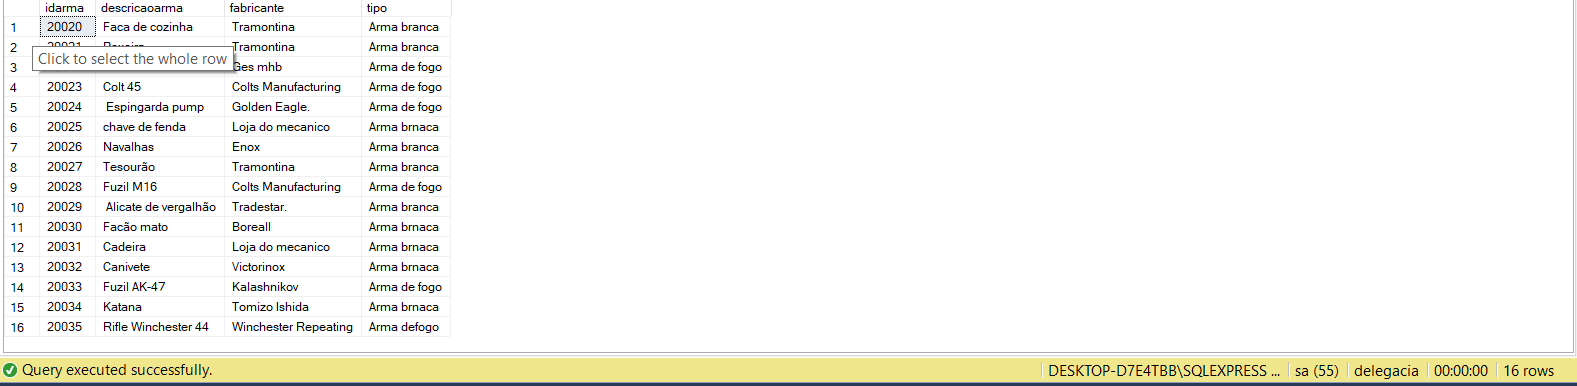 idarma descricaoarma fabricante tipo
1 20020 Faca de cozinha Tramontina Arma branca
2 Tramontina Arma branca
Click to select the whole row
3 Ges mhb Arma de fogo
4 20023 Colt 45 Colts Manufacturing Arma de fogo
5 20024 Espingarda pump Golden Eagle. Arma de fogo
6 20025 chave de fenda Loja do mecanico Arma brnaca
7 20026 Navalhas Enox Arma branca
8 20027 Tesourão Tramontina Arma branca
9 20028 Fuzil M16 Colts Manufacturing Arma de fogo
10 20029 Alicate de vergalhão Tradestar. Arma branca
11 20030 Facão mato Boreall Arma brnaca
12 20031 Cadeira Loja do mecanico Arma brnaca
13 20032 Canivete Victorinox Arma brnaca
14 20033 Fuzil AK-47 Kalashnikov Arma de fogo
15 20034 Katana Tomizo Ishida Arma brnaca
16 20035 Rifle Winchester 44 Winchester Repeating Arma defogo
Query executed successfully. DESKTOP-D7E4TBB\SQLEXPRESS ... sa (55) delegacia 00:00:00 16 rows